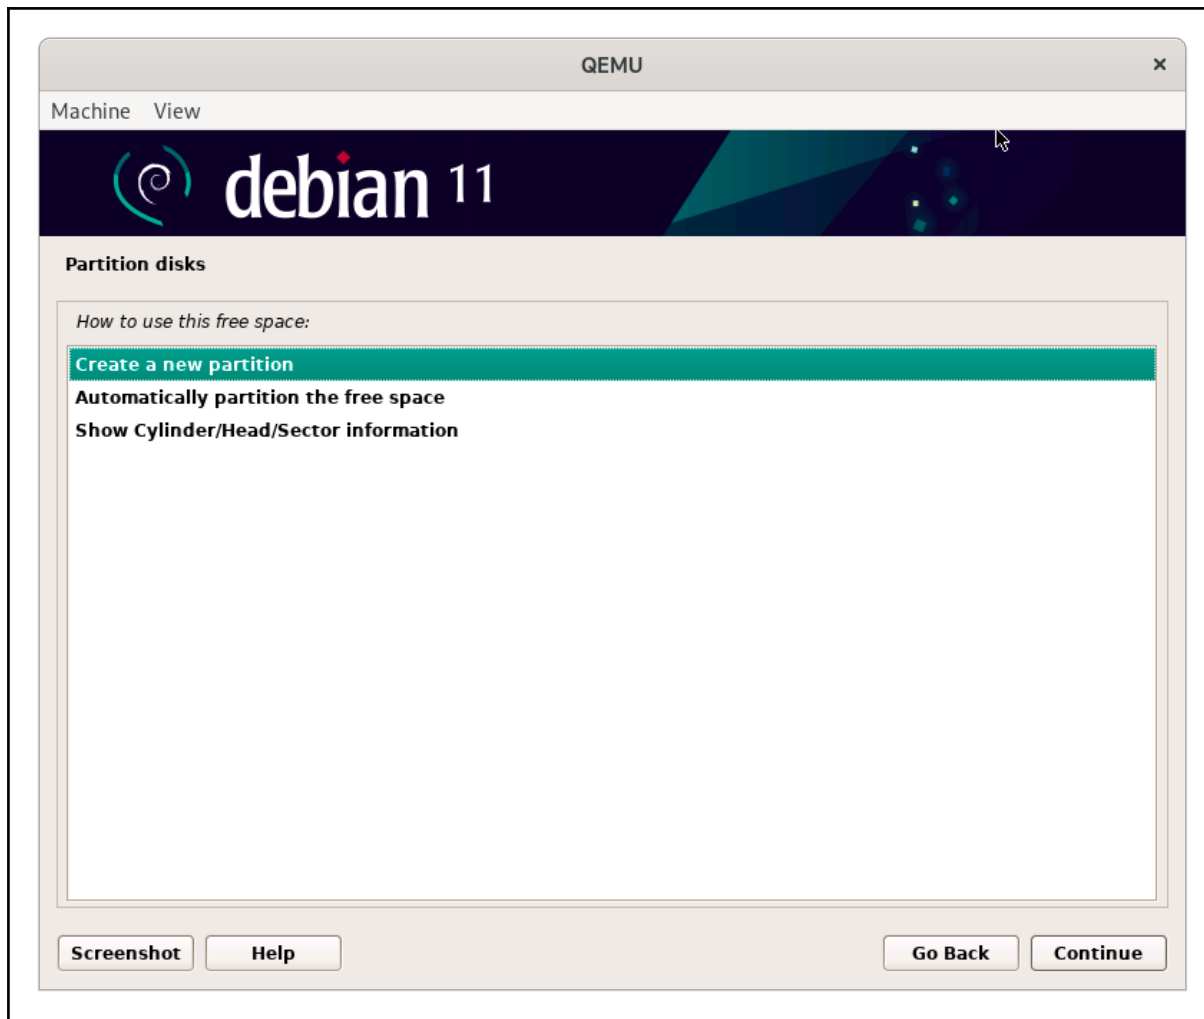 QEMU ×
Machine View
debian 11
Partition disks
How to use this free space:
Create a new partition
Automatically partition the free space
Show Cylinder/Head/Sector information
Screenshot Help Go Back Continue